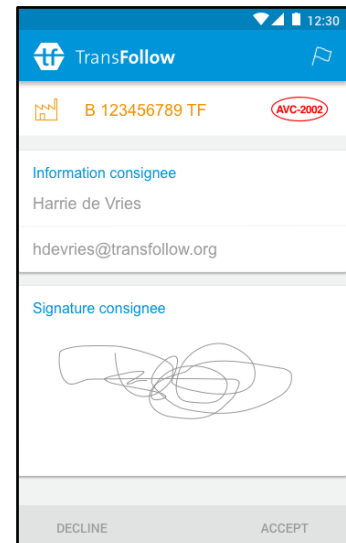 12:30
tf TransFollow
B 123456789 TF AVC-2002
Information consignee
Harrie de Vries
hdevries@transfollow.org
Signature consignee
DECLINE ACCEPT